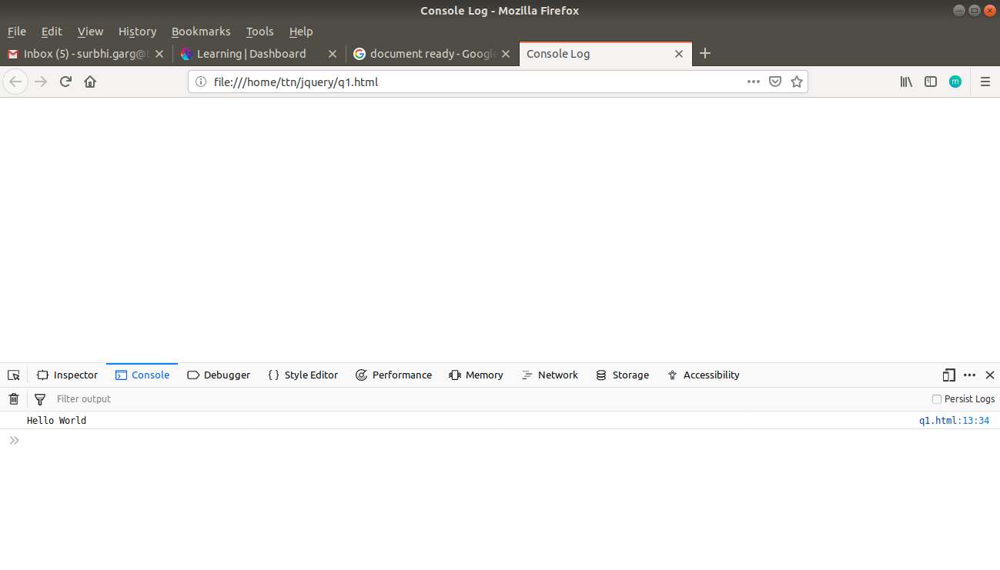 Console Log - Mozilla Firefox
File Edit View History Bookmarks Tools Help
Inbox (5) - surbhi.garg@ Learning | Dashboard document ready - Google Console Log
file:///home/ttn/jquery/q1.html m
Inspector Console Debugger { } Style Editor Performance Memory Network Storage Accessibility
Filter output Persist Logs
Hello World q1.html:13:34